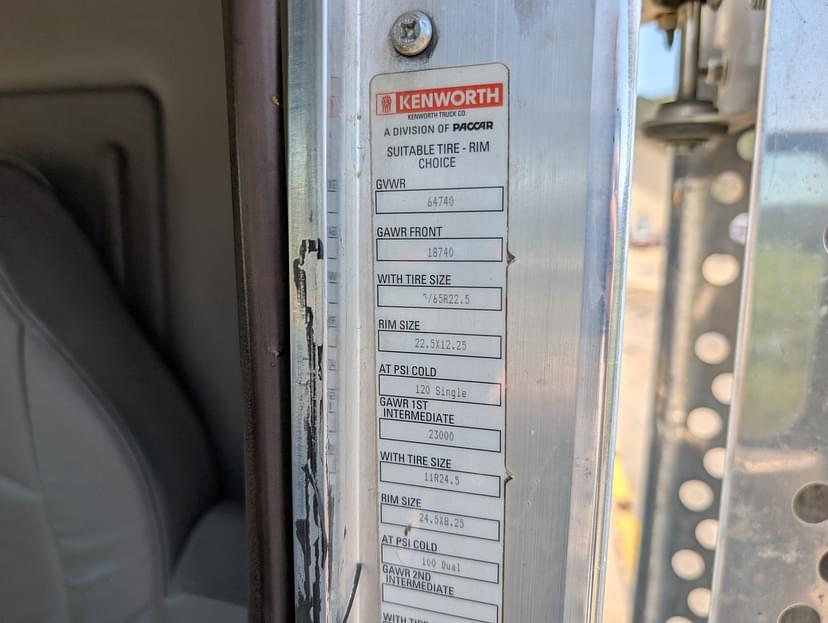 KENWORTH
KENWORTH TRUCK CO.
A DIVISION OF PACCAR
SUITABLE TIRE - RIM
CHOICE
GVWR
64740
GAWR FRONT
18740
WITH TIRE SIZE
/65R22.5
RIM SIZE
22.5X12.25
AT PSI COLD
120 Single
GAWR 1ST
INTERMEDIATE
23000
WITH TIRE SIZE
11R24.5
RIM SIZE
24.5X8.25
AT PSI COLD
100 Dual
GAWR 2ND
INTERMEDIATE
WITH TIRE